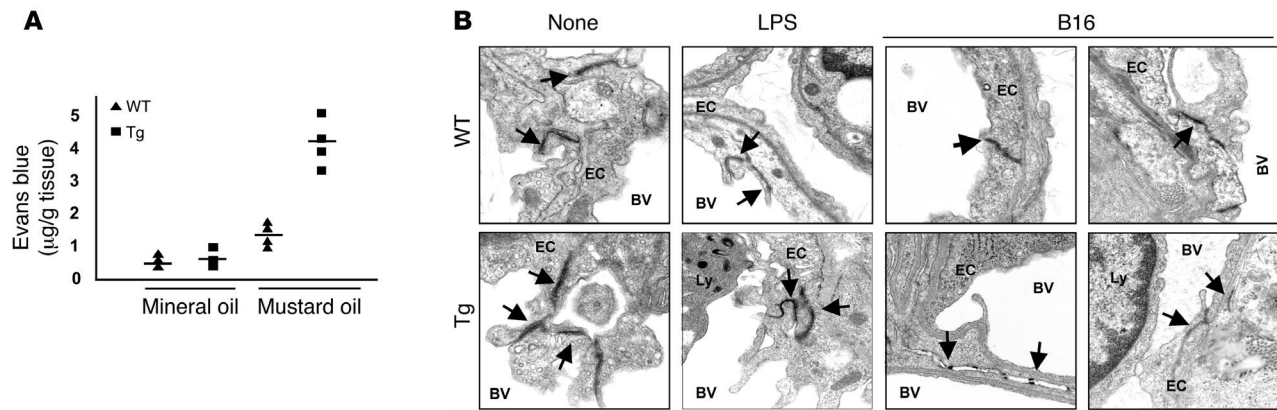 A
Evans blue
(µg/g tissue)
5
4
3
2
1
0
WT
Tg
Mineral oil
Mustard oil
B
None
LPS
B16
WT
EC
BV
EC
BV
EC
BV
EC
BV
Tg
EC
BV
Ly
EC
BV
EC
BV
BV
Ly
BV
EC